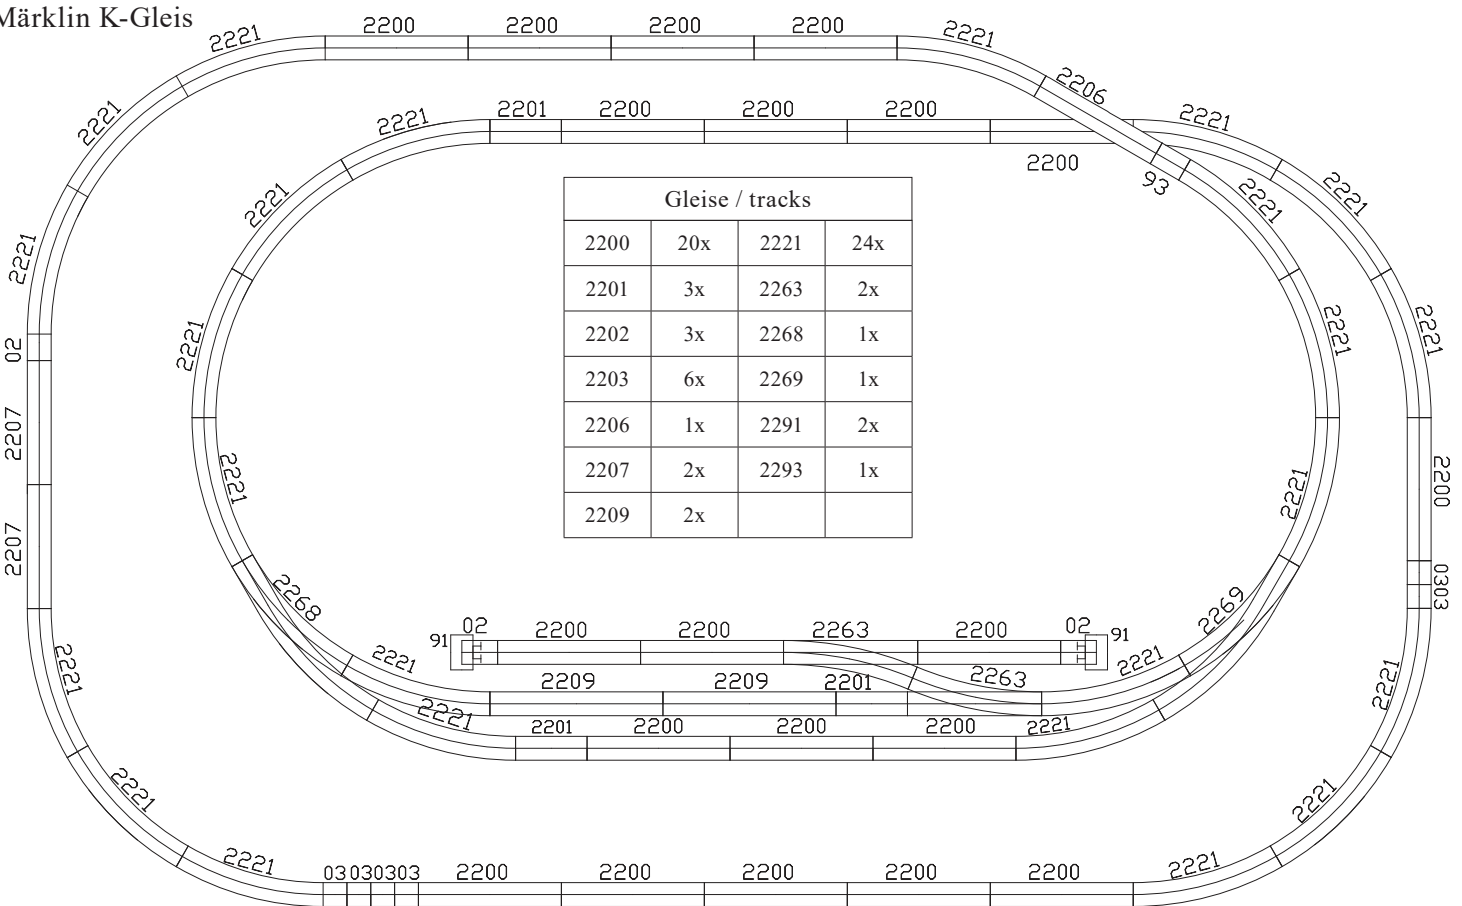 Märklin K-Gleis
2221 2200 2200 2200 2200 2221
2206
2221 2221 2201 2200 2200 2200 2221
2200
93
2221 2221 2221
2221 2221 2221 2221
02
2207
2207
Gleise / tracks
2200 20x 2221 24x
2201 3x 2263 2x
2202 3x 2268 1x
2203 6x 2269 1x
2206 1x 2291 2x
2207 2x 2293 1x
2209 2x
2221 2221 2200
0303
2268 2269
91 02 2200 2200 2263 2200 02 91
2221 2209 2209 2201 2263 2221
2221 2221 2221
2221 2201 2200 2200 2200
2221 2221
2221 03030303 2200 2200 2200 2200 2200 2221